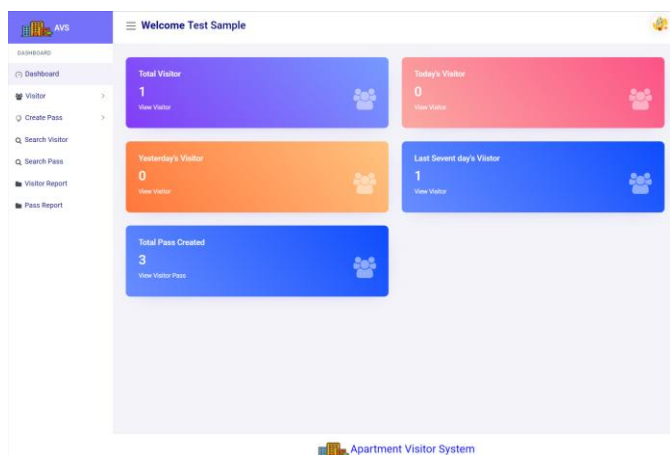 AVS
Welcome Test Sample
DASHBOARD
Dashboard
Visitor
Create Pass
Search Visitor
Search Pass
Visitor Report
Pass Report
Total Visitor
1
View Visitor
Today's Visitor
0
View Visitor
Yesterday's Visitor
0
View Visitor
Last Sevent day's Viistor
1
View Visitor
Total Pass Created
3
View Visitor Pass
Apartment Visitor System